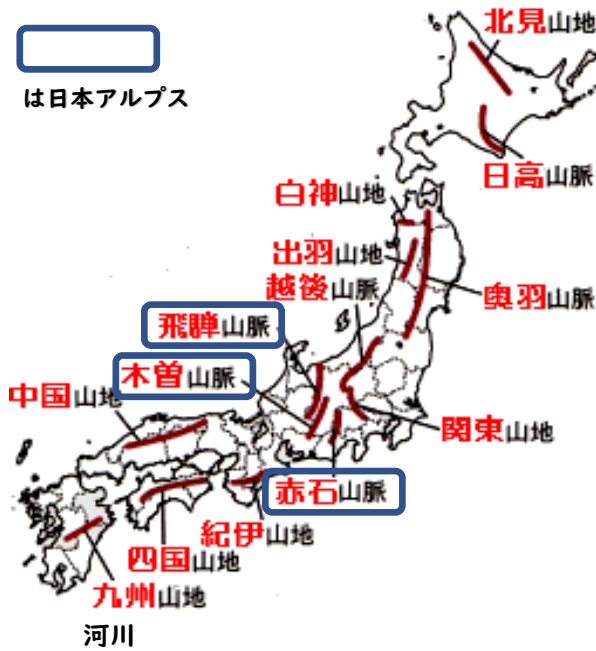 北見山地
は日本アルプス
日高山脈
白神山地
出羽山地
越後山脈
奥羽山脈
飛騨山脈
木曽山脈
中国山地
関東山地
赤石山脈
紀伊山地
四国山地
九州山地
河川